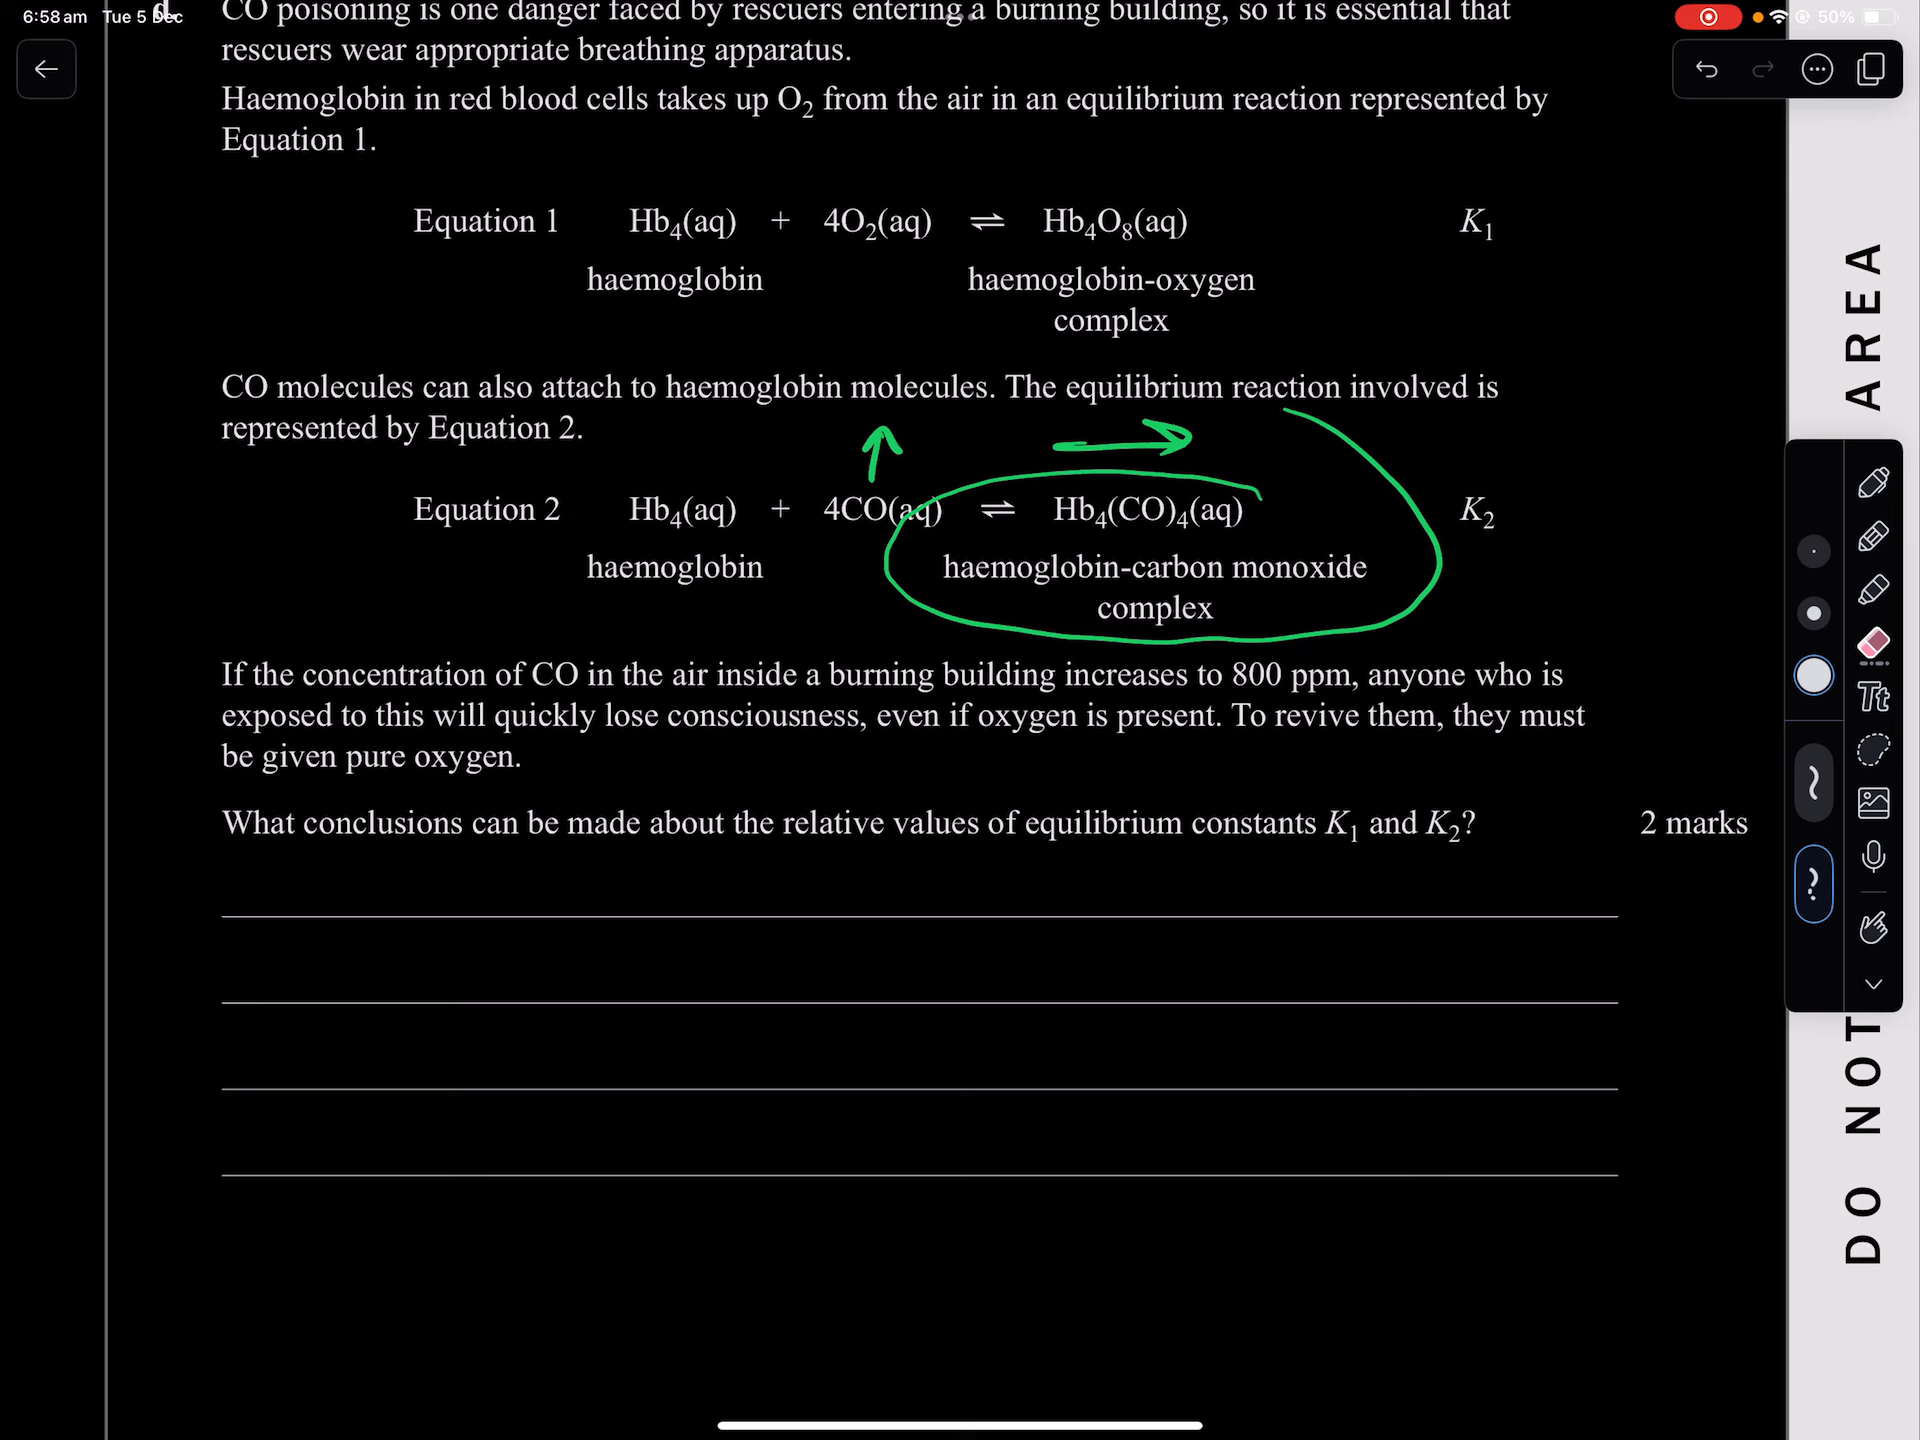 6:58 am Tue 5 Dec
50%
CO poisoning is one danger faced by rescuers entering a burning building, so it is essential that
rescuers wear appropriate breathing apparatus.
Haemoglobin in red blood cells takes up O₂ from the air in an equilibrium reaction represented by
Equation 1.
Equation 1 Hb₄(aq) + 4O₂(aq) ⇌ Hb₄O₈(aq) K₁
haemoglobin haemoglobin-oxygen
complex
CO molecules can also attach to haemoglobin molecules. The equilibrium reaction involved is
represented by Equation 2.
Equation 2 Hb₄(aq) + 4CO(aq) ⇌ Hb₄(CO)₄(aq) K₂
haemoglobin haemoglobin-carbon monoxide
complex
If the concentration of CO in the air inside a burning building increases to 800 ppm, anyone who is
exposed to this will quickly lose consciousness, even if oxygen is present. To revive them, they must
be given pure oxygen.
What conclusions can be made about the relative values of equilibrium constants K₁ and K₂? 2 marks
Tt
DO NOT
AREA